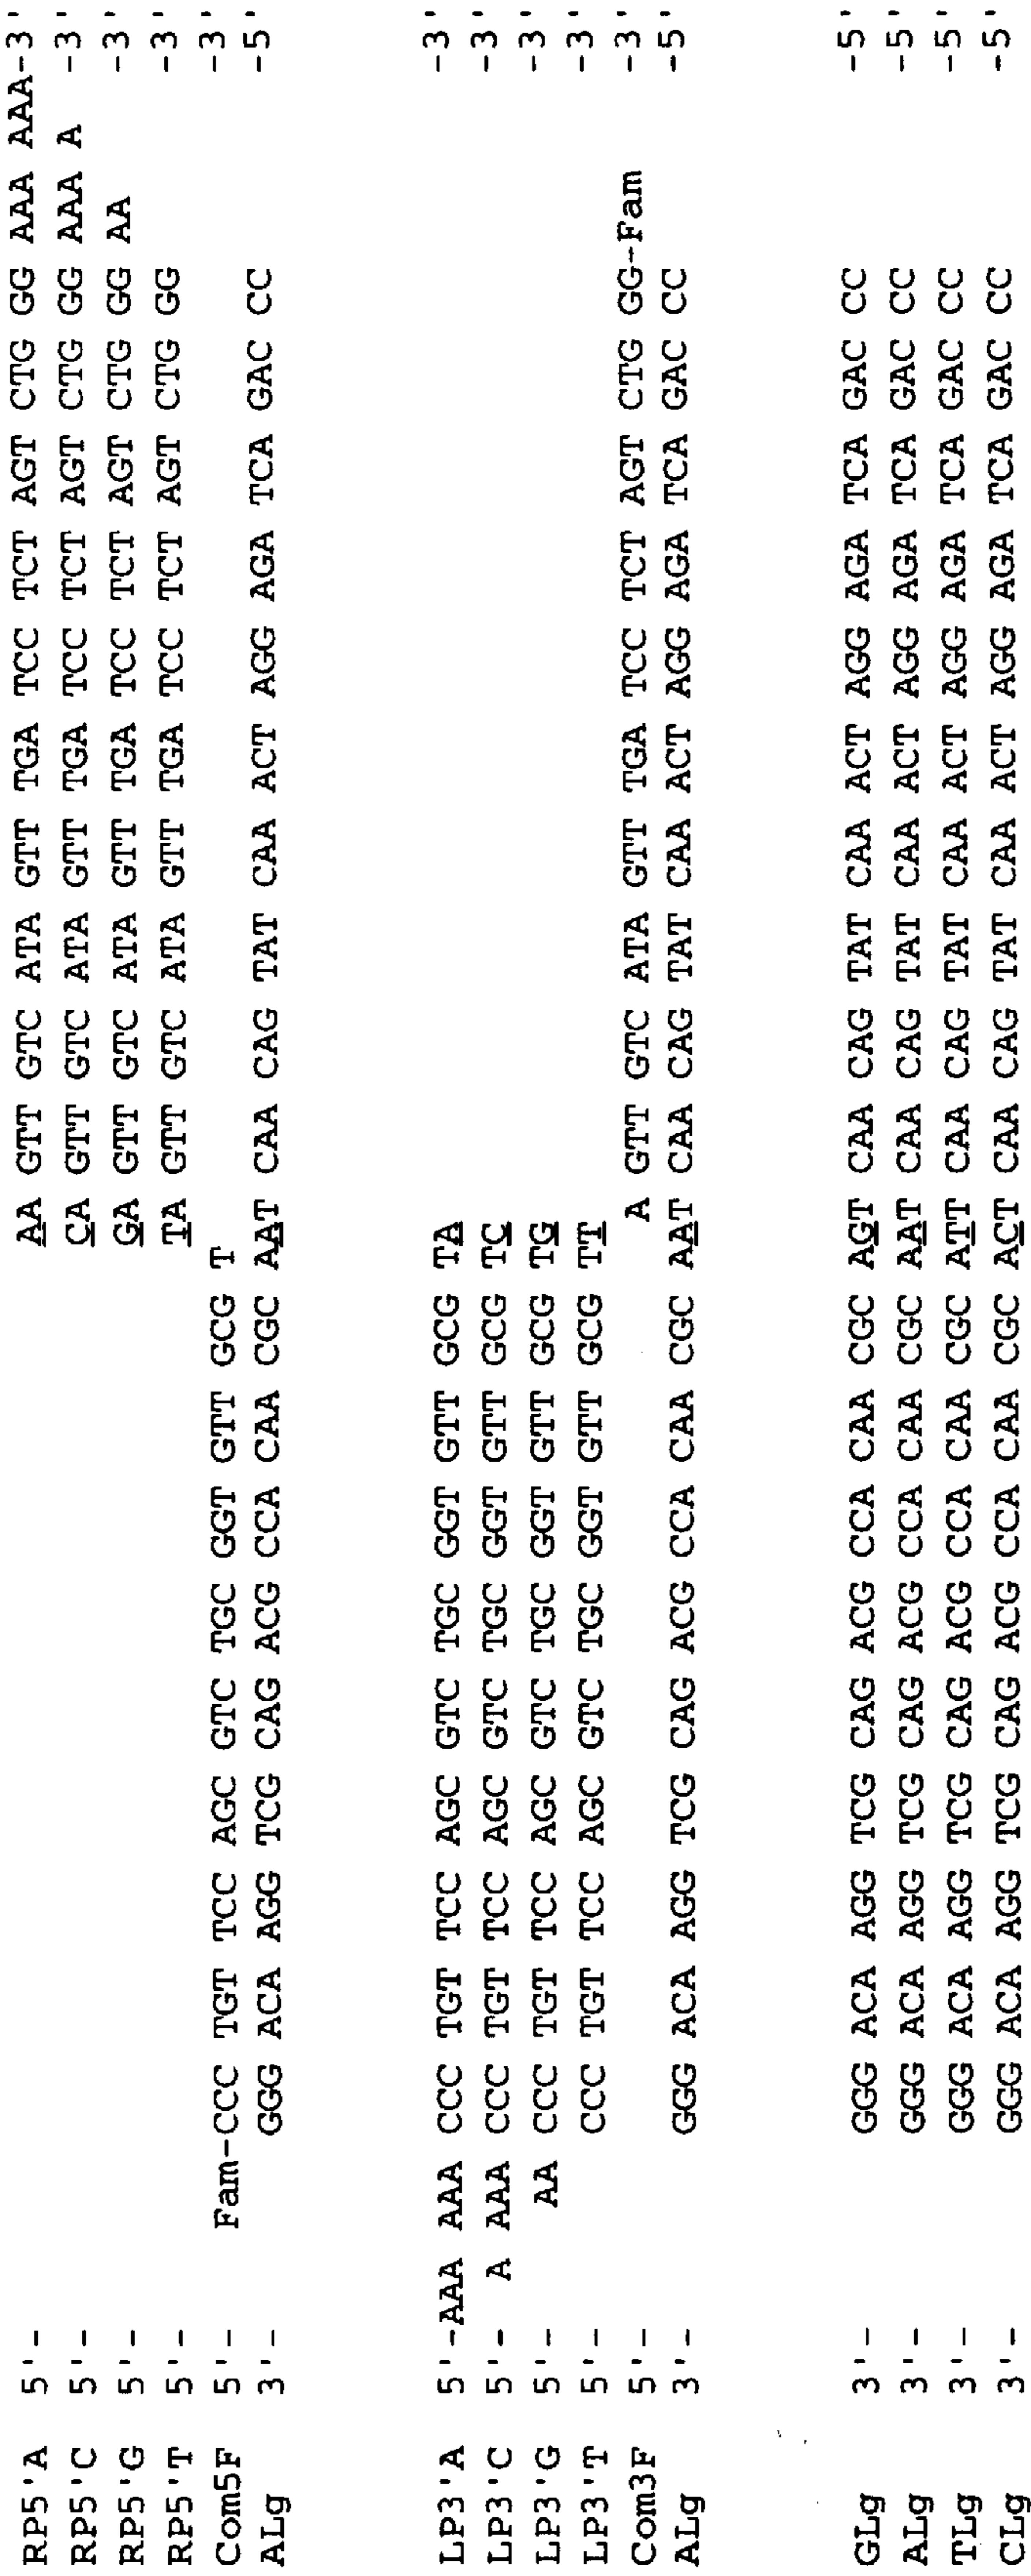 RP5'A 5'- AA GTT GTC ATA GTT TGA TCC TCT AGT CTG GG AAA AAA-3'
RP5'C 5'- CA GTT GTC ATA GTT TGA TCC TCT AGT CTG GG AAA A -3'
RP5'G 5'- GA GTT GTC ATA GTT TGA TCC TCT AGT CTG GG AA -3'
RP5'T 5'- TA GTT GTC ATA GTT TGA TCC TCT AGT CTG GG -3'
Com5F 5'- Fam-CCC TGT TCC AGC GTC TGC GGT GTT GCG T -3'
ALg 3'- GGG ACA AGG TCG CAG ACG CCA CAA CGC AAT CAA CAG TAT CAA ACT AGG AGA TCA GAC CC -5'
LP3'A 5'-AAA AAA CCC TGT TCC AGC GTC TGC GGT GTT GCG TA -3'
LP3'C 5'- A AAA CCC TGT TCC AGC GTC TGC GGT GTT GCG TC -3'
LP3'G 5'- AA CCC TGT TCC AGC GTC TGC GGT GTT GCG TG -3'
LP3'T 5'- CCC TGT TCC AGC GTC TGC GGT GTT GCG TT -3'
Com3F 5'- A GTT GTC ATA GTT TGA TCC TCT AGT CTG GG-Fam -3'
ALg 3'- GGG ACA AGG TCG CAG ACG CCA CAA CGC AAT CAA CAG TAT CAA ACT AGG AGA TCA GAC CC -5'
GLg 3'- GGG ACA AGG TCG CAG ACG CCA CAA CGC AGT CAA CAG TAT CAA ACT AGG AGA TCA GAC CC -5'
ALg 3'- GGG ACA AGG TCG CAG ACG CCA CAA CGC AAT CAA CAG TAT CAA ACT AGG AGA TCA GAC CC -5'
TLg 3'- GGG ACA AGG TCG CAG ACG CCA CAA CGC ATT CAA CAG TAT CAA ACT AGG AGA TCA GAC CC -5'
CLg 3'- GGG ACA AGG TCG CAG ACG CCA CAA CGC ACT CAA CAG TAT CAA ACT AGG AGA TCA GAC CC -5'